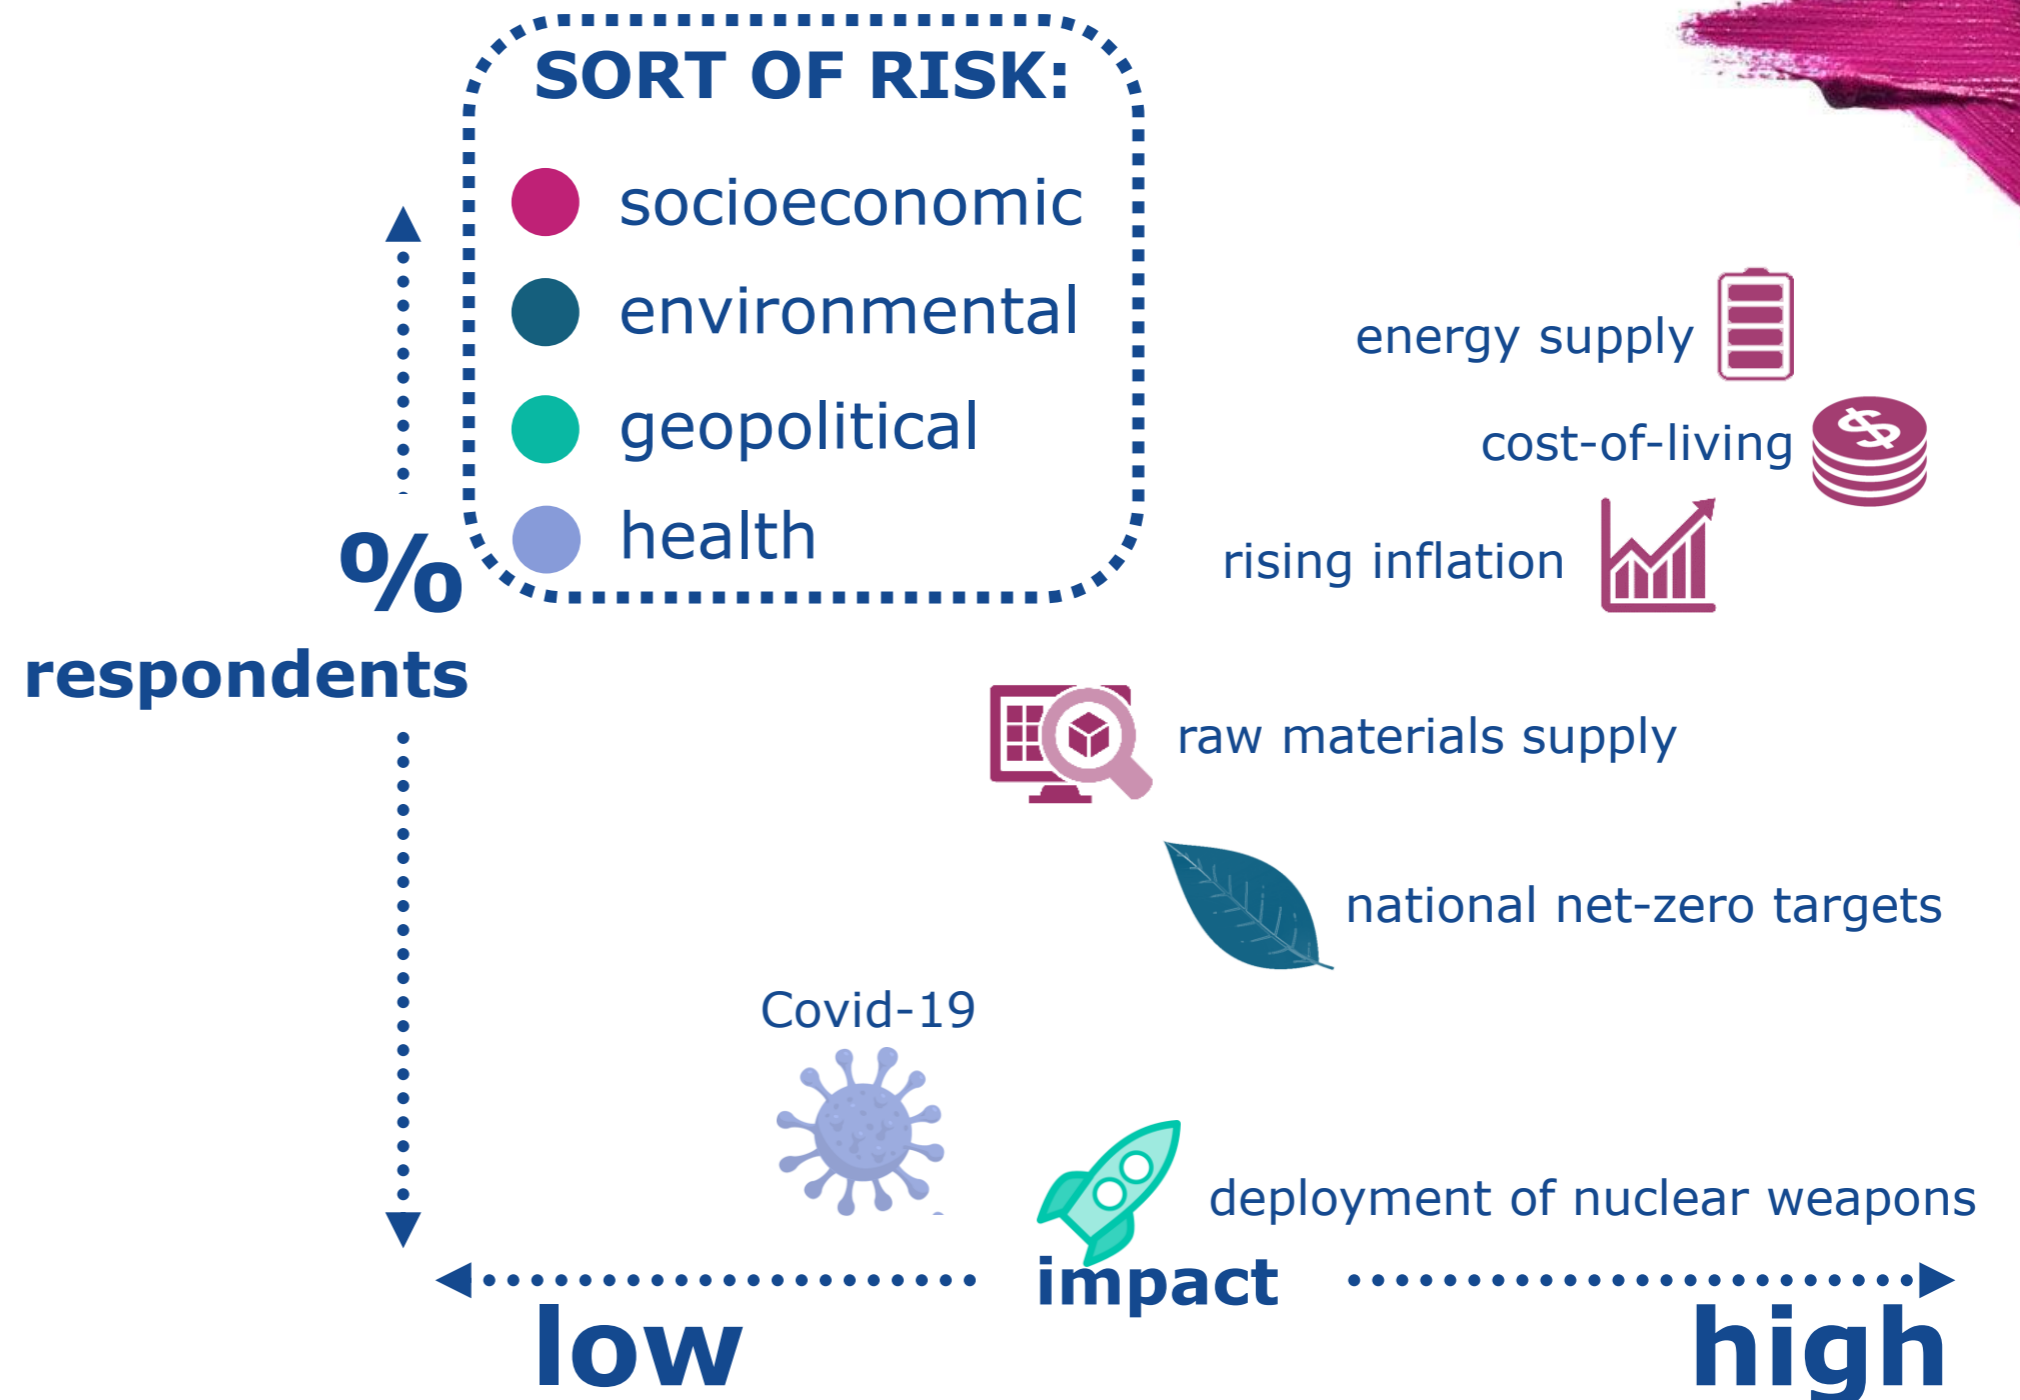 SORT OF RISK:
socioeconomic
environmental
geopolitical
health
%
respondents
energy supply
cost-of-living
$
rising inflation
raw materials supply
national net-zero targets
Covid-19
deployment of nuclear weapons
impact
low
high